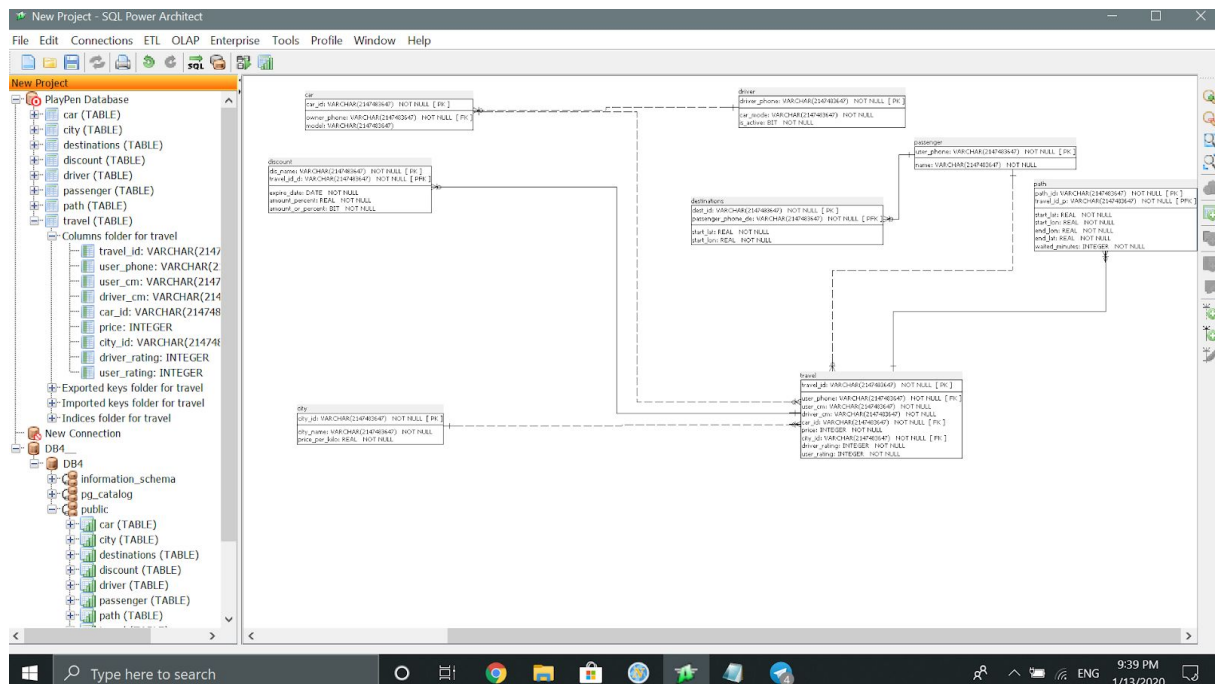 New Project - SQL Power Architect
File Edit Connections ETL OLAP Enterprise Tools Profile Window Help
SQL
New Project
PlayPen Database
car (TABLE)
city (TABLE)
destinations (TABLE)
discount (TABLE)
driver (TABLE)
passenger (TABLE)
path (TABLE)
travel (TABLE)
Columns folder for travel
travel_id: VARCHAR(2147
user_phone: VARCHAR(2
user_cm: VARCHAR(2147
driver_cm: VARCHAR(214
car_id: VARCHAR(214748
price: INTEGER
city_id: VARCHAR(214748
driver_rating: INTEGER
user_rating: INTEGER
Exported keys folder for travel
Imported keys folder for travel
Indices folder for travel
New Connection
DB4__
DB4
information_schema
pg_catalog
public
car (TABLE)
city (TABLE)
destinations (TABLE)
discount (TABLE)
driver (TABLE)
passenger (TABLE)
path (TABLE)
car
car_id: VARCHAR(2147483647) NOT NULL [ PK ]
owner_phone: VARCHAR(2147483647) NOT NULL [ FK ]
model: VARCHAR(2147483647)
driver
driver_phone: VARCHAR(2147483647) NOT NULL [ PK ]
car_mode: VARCHAR(2147483647) NOT NULL
is_active: BIT NOT NULL
passenger
user_phone: VARCHAR(2147483647) NOT NULL [ PK ]
name: VARCHAR(2147483647) NOT NULL
discount
dic_name: VARCHAR(2147483647) NOT NULL [ PK ]
travel_id_d: VARCHAR(2147483647) NOT NULL [ PFK ]
expire_date: DATE NOT NULL
amount_percent: REAL NOT NULL
amount_or_percent: BIT NOT NULL
destinations
dest_id: VARCHAR(2147483647) NOT NULL [ PK ]
passenger_phone_de: VARCHAR(2147483647) NOT NULL [ PFK ]
start_lat: REAL NOT NULL
start_lon: REAL NOT NULL
path
path_id: VARCHAR(2147483647) NOT NULL [ PK ]
travel_id_p: VARCHAR(2147483647) NOT NULL [ PFK ]
start_lat: REAL NOT NULL
start_lon: REAL NOT NULL
end_lon: REAL NOT NULL
end_lat: REAL NOT NULL
waited_minutes: INTEGER NOT NULL
travel
travel_id: VARCHAR(2147483647) NOT NULL [ PK ]
user_phone: VARCHAR(2147483647) NOT NULL [ FK ]
user_cm: VARCHAR(2147483647) NOT NULL
driver_cm: VARCHAR(2147483647) NOT NULL
car_id: VARCHAR(2147483647) NOT NULL [ FK ]
price: INTEGER NOT NULL
city_id: VARCHAR(2147483647) NOT NULL [ FK ]
driver_rating: INTEGER NOT NULL
user_rating: INTEGER NOT NULL
city
city_id: VARCHAR(2147483647) NOT NULL [ PK ]
city_name: VARCHAR(2147483647) NOT NULL
price_per_kilo: REAL NOT NULL
Type here to search
4
ENG
9:39 PM
1/13/2020